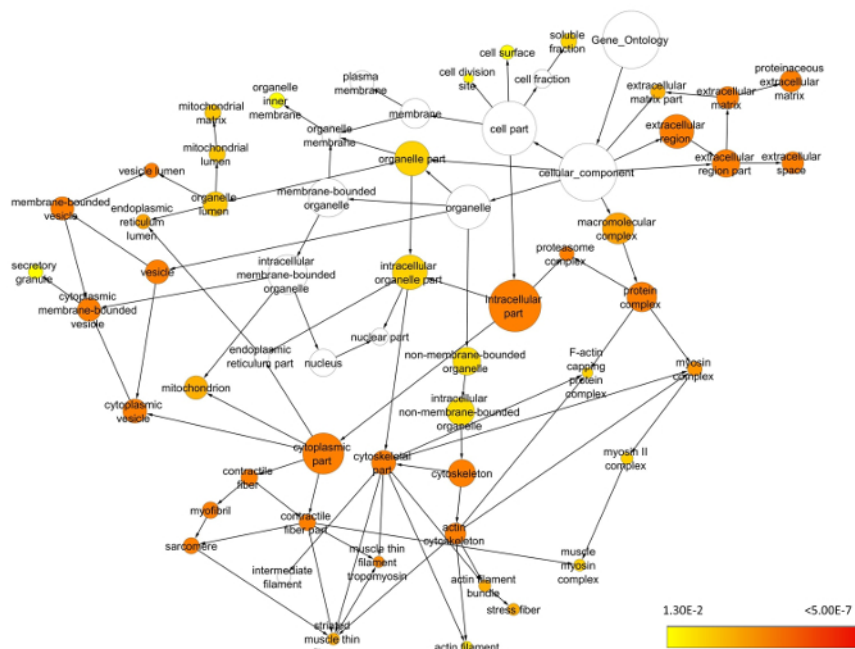 Gene_Ontology
soluble
fraction
cell surface
cell division
site
cell fraction
plasma
membrane
proteinaceous
extracellular
matrix
extracellular
matrix
extracellular
matrix part
organelle
inner
membrane
mitochondrial
matrix
membrane
cell part
organelle
membrane
extracellular
region
mitochondrial
lumen
organelle part
extracellular
region part
extracellular
space
vesicle lumen
cellular_component
membrane-bounded
organelle
organelle
membrane-bounded
vesicle
endoplasmic
reticulum
lumen
organelle
lumen
macromolecular
complex
proteasome
complex
secretory
granule
vesicle
intracellular
membrane-bounded
organelle
intracellular
organelle part
cytoplasmic
membrane-bounded
vesicle
Intracellular
part
protein
complex
nuclear part
endoplasmic
reticulum part
nucleus
non-membrane-bounded
organelle
F-actin
capping
protein
complex
myosin
complex
mitochondrion
cytoplasmic
vesicle
intracellular
non-membrane-bounded
organelle
cytoplasmic
part
cytoskeletal
part
cytoskeleton
myosin II
complex
contractile
fiber
myofibril
contractile
fiber part
actin
cytoskeleton
sarcomere
muscle thin
filament
tropomyosin
intermediate
filament
muscle
myosin
complex
actin filament
bundle
stress fiber
striated
muscle thin
actin filament
1.30E-2 <5.00E-7